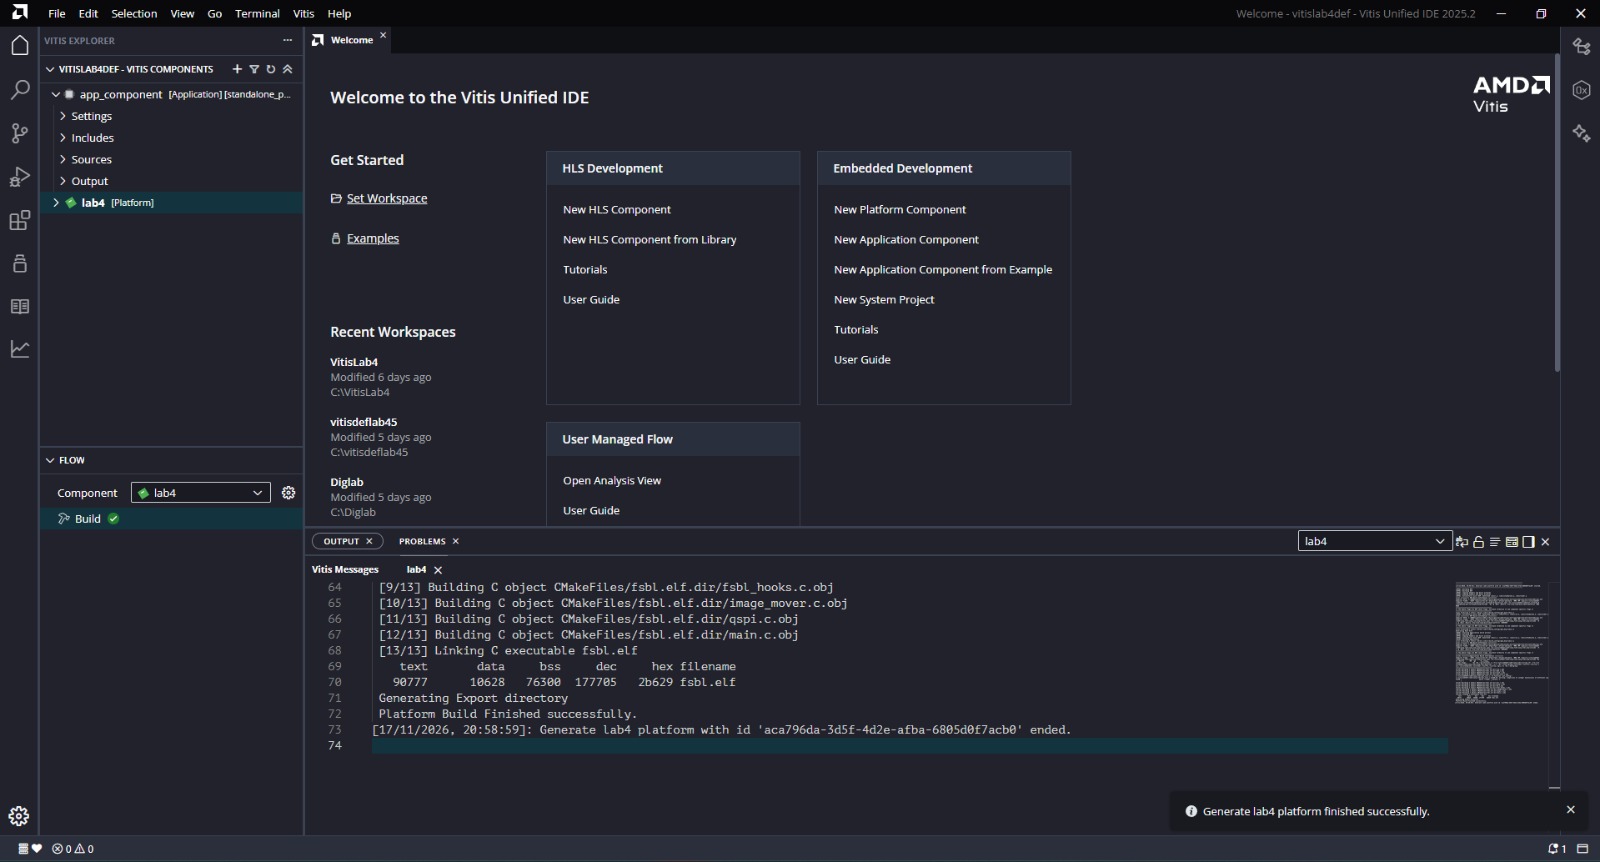 File Edit Selection View Go Terminal Vitis Help
Welcome - vitislab4def - Vitis Unified IDE 2025.2
VITIS EXPLORER
VITISLAB4DEF - VITIS COMPONENTS
app_component [Application] [standalone_p...
Settings
Includes
Sources
Output
lab4 [Platform]
FLOW
Component lab4
Build
Welcome
Welcome to the Vitis Unified IDE
AMD
Vitis
Get Started
Set Workspace
Examples
Recent Workspaces
VitisLab4
Modified 6 days ago
C:\VitisLab4
vitisdeflab45
Modified 5 days ago
C:\vitisdeflab45
Diglab
Modified 5 days ago
C:\Diglab
HLS Development
New HLS Component
New HLS Component from Library
Tutorials
User Guide
Embedded Development
New Platform Component
New Application Component
New Application Component from Example
New System Project
Tutorials
User Guide
User Managed Flow
Open Analysis View
User Guide
OUTPUT PROBLEMS
lab4
Vitis Messages lab4
64 [9/13] Building C object CMakeFiles/fsbl.elf.dir/fsbl_hooks.c.obj
65 [10/13] Building C object CMakeFiles/fsbl.elf.dir/image_mover.c.obj
66 [11/13] Building C object CMakeFiles/fsbl.elf.dir/qspi.c.obj
67 [12/13] Building C object CMakeFiles/fsbl.elf.dir/main.c.obj
68 [13/13] Linking C executable fsbl.elf
69 text data bss dec hex filename
70 90777 10628 76300 177705 2b629 fsbl.elf
71 Generating Export directory
72 Platform Build Finished successfully.
73 [17/11/2026, 20:58:59]: Generate lab4 platform with id 'aca796da-3d5f-4d2e-afba-6805d0f7acb0' ended.
74
Generate lab4 platform finished successfully.
0 0
1